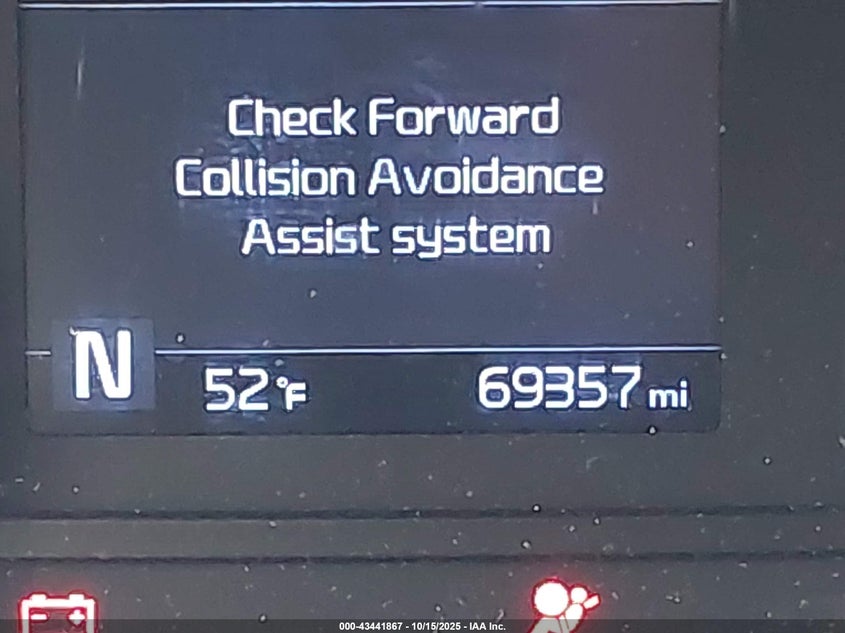 Check Forward
Collision Avoidance
Assist system
N
52°F
69357 mi
000-43441867 - 10/15/2025 - IAA Inc.